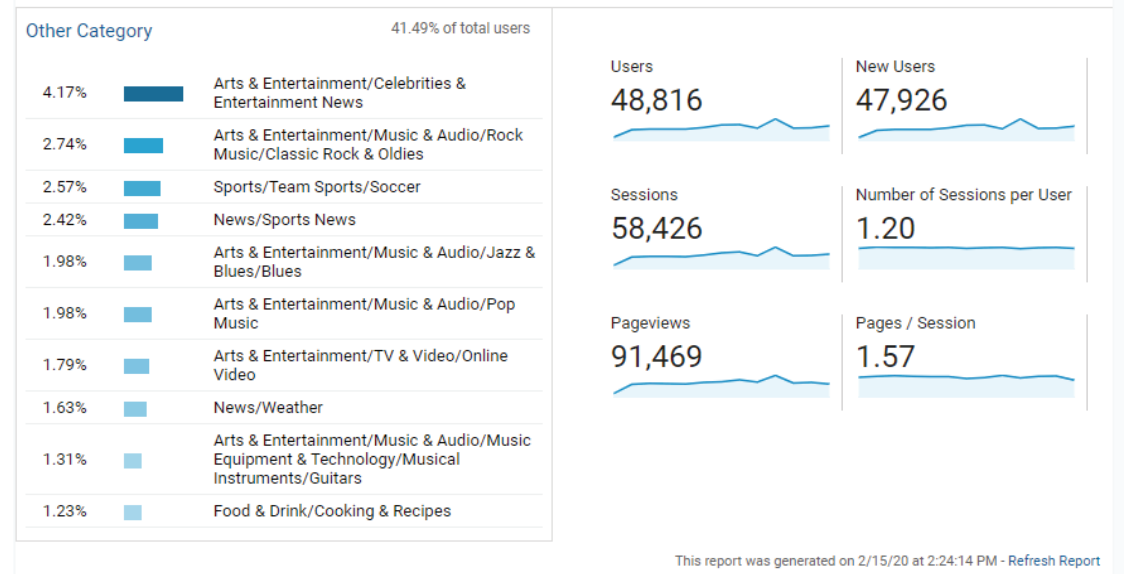 Other Category
41.49% of total users
4.17%
Arts & Entertainment/Celebrities &
Entertainment News
2.74%
Arts & Entertainment/Music & Audio/Rock
Music/Classic Rock & Oldies
2.57%
Sports/Team Sports/Soccer
2.42%
News/Sports News
1.98%
Arts & Entertainment/Music & Audio/Jazz &
Blues/Blues
1.98%
Arts & Entertainment/Music & Audio/Pop
Music
1.79%
Arts & Entertainment/TV & Video/Online
Video
1.63%
News/Weather
1.31%
Arts & Entertainment/Music & Audio/Music
Equipment & Technology/Musical
Instruments/Guitars
1.23%
Food & Drink/Cooking & Recipes
Users
48,816
New Users
47,926
Sessions
58,426
Number of Sessions per User
1.20
Pageviews
91,469
Pages / Session
1.57
This report was generated on 2/15/20 at 2:24:14 PM - Refresh Report